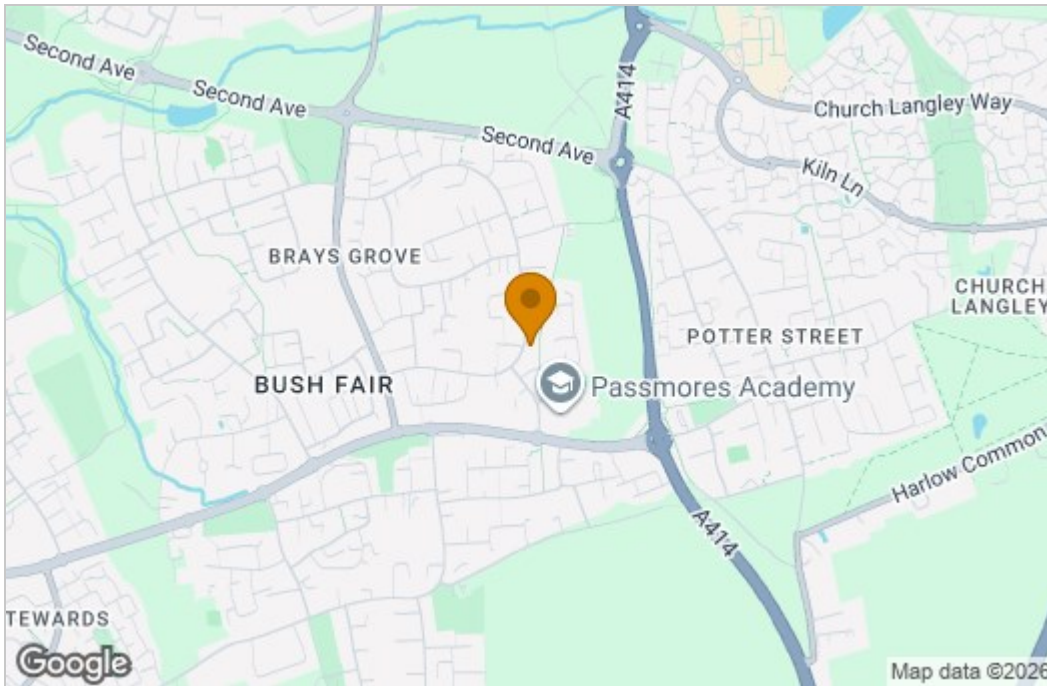 Second Ave
Second Ave
Second Ave
A414
Church Langley Way
Kiln Ln
BRAYS GROVE
CHURCH
LANGLEY
POTTER STREET
BUSH FAIR
Passmores Academy
Harlow Common
A414
TEWARDS
Google
Map data ©2026